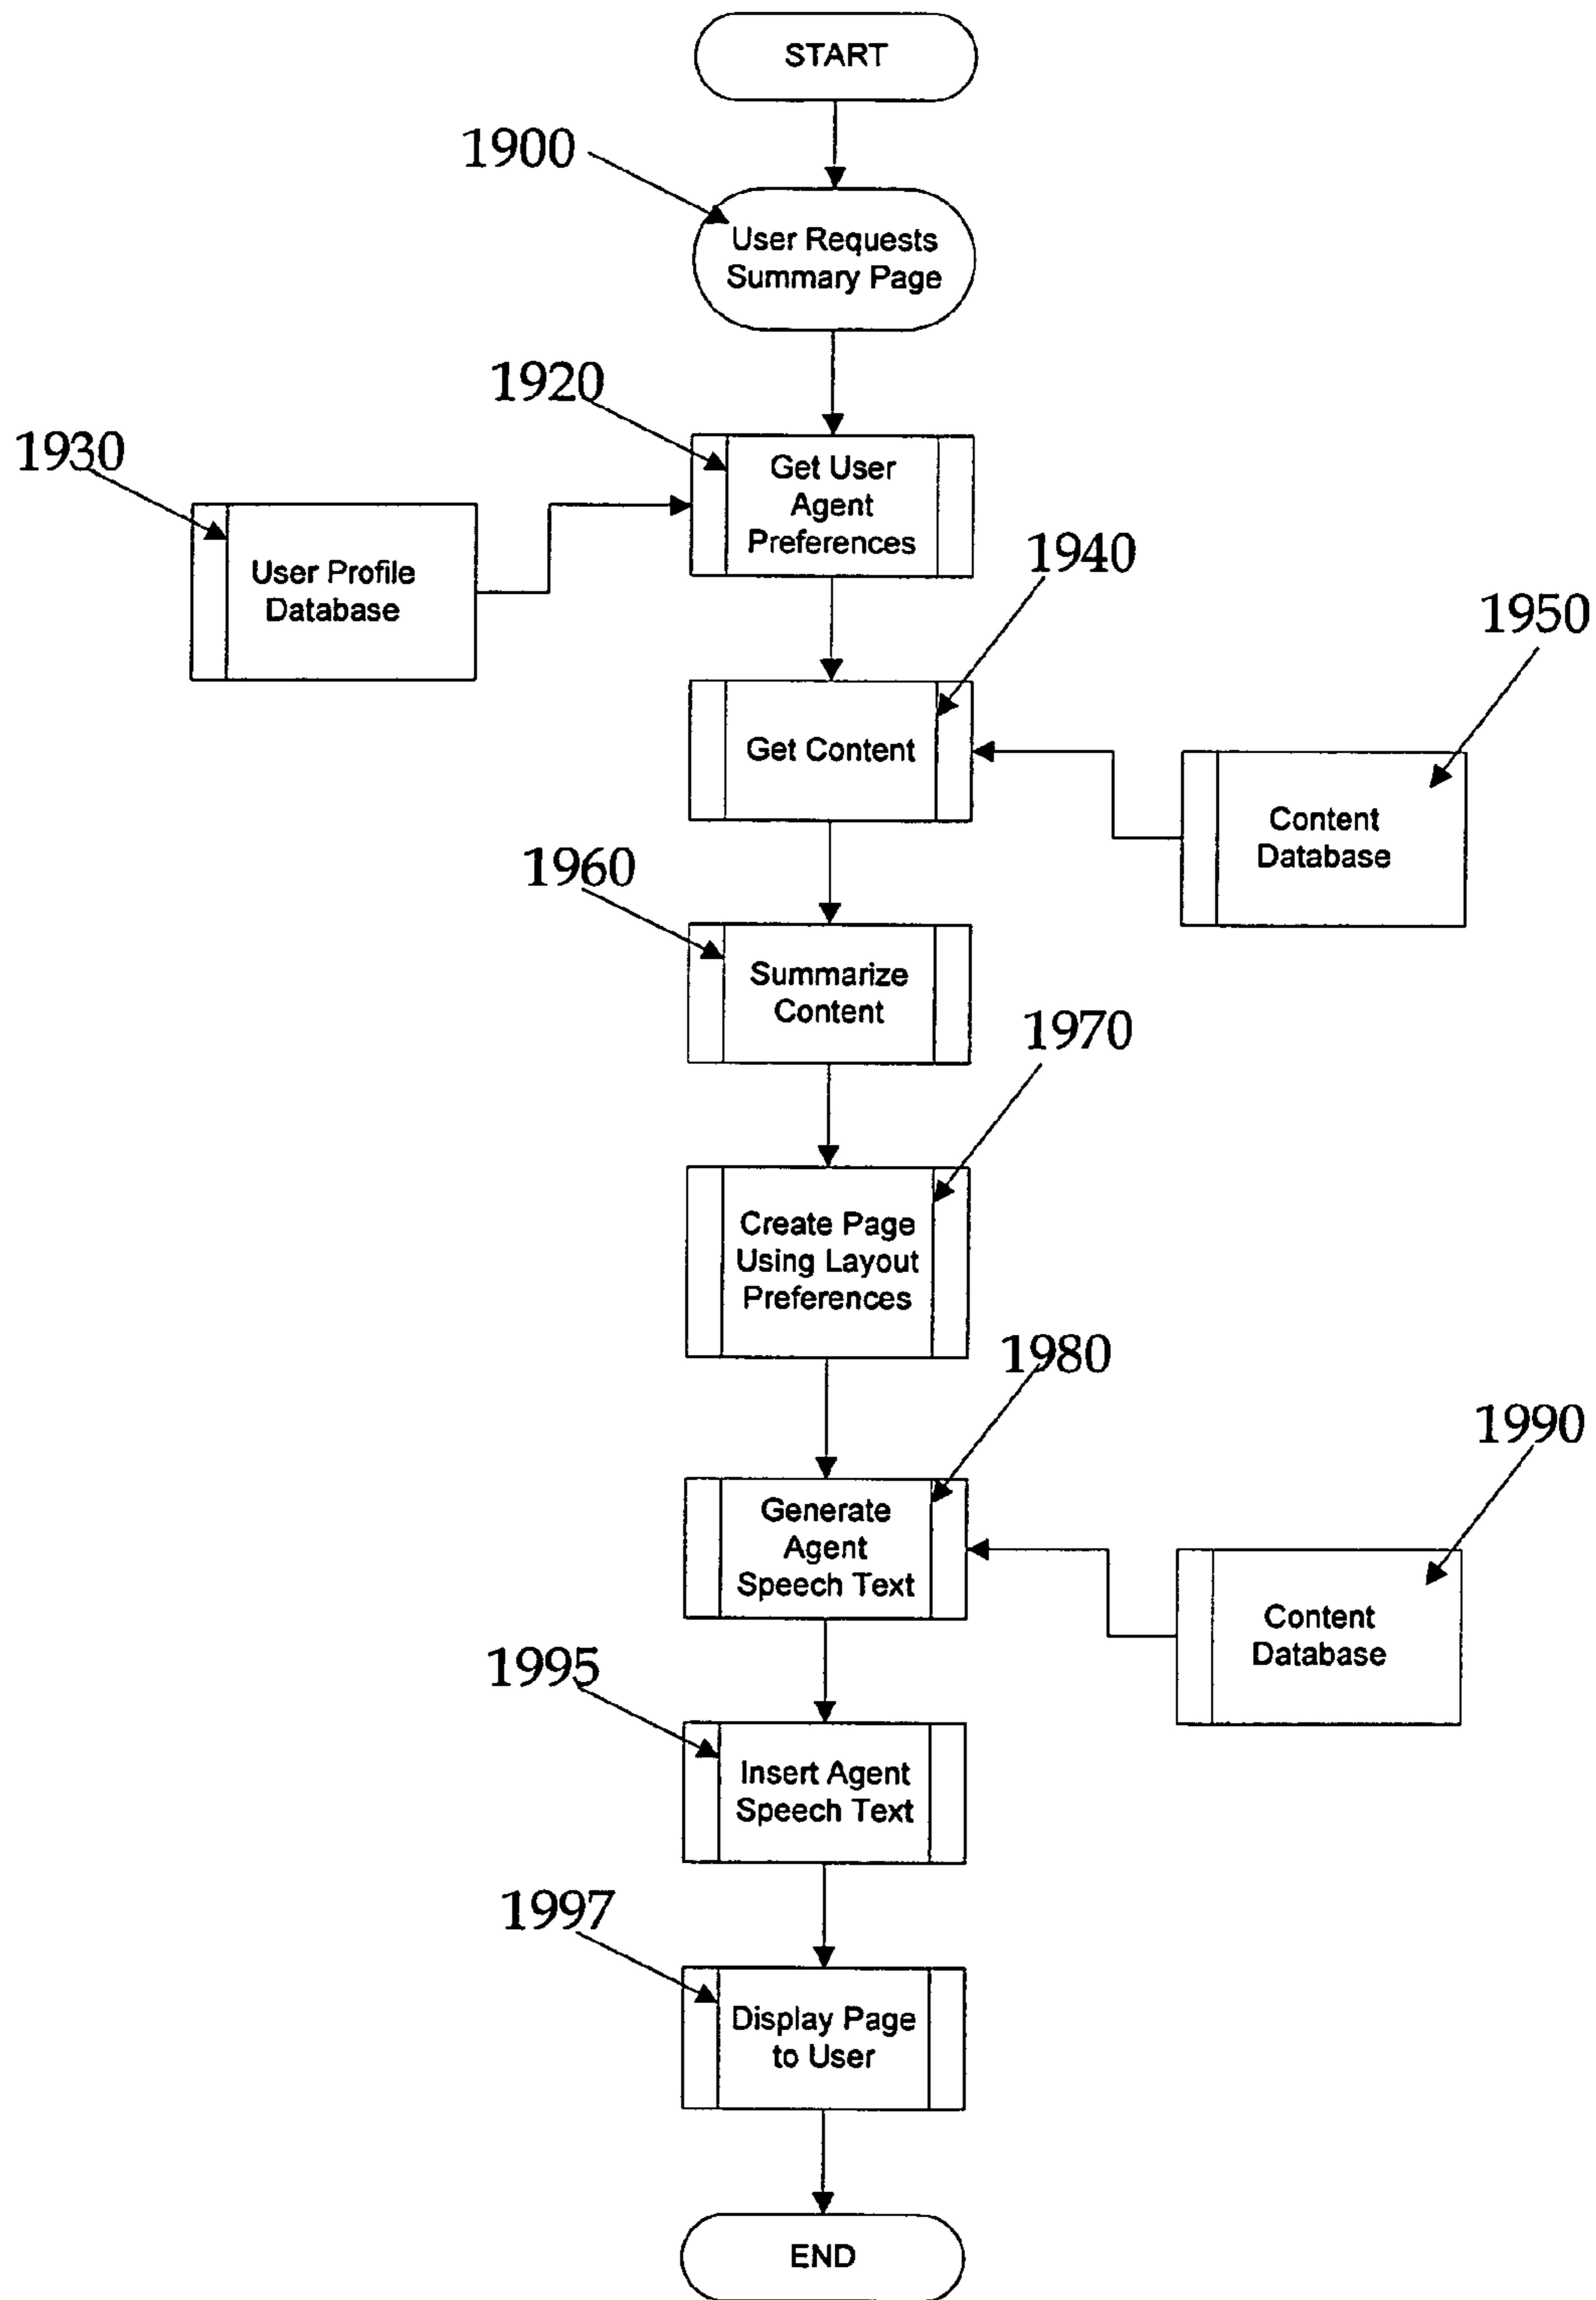 START
1900
User Requests
Summary Page
1920
1930
Get User
Agent
Preferences
User Profile
Database
1940
1950
Get Content
Content
Database
1960
Summarize
Content
1970
Create Page
Using Layout
Preferences
1980
1990
Generate
Agent
Speech Text
Content
Database
1995
Insert Agent
Speech Text
1997
Display Page
to User
END